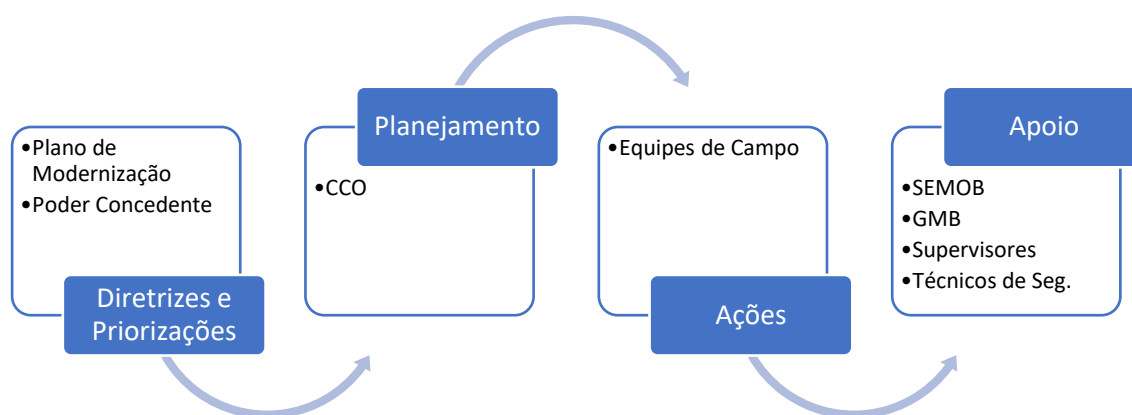 •Plano de
Modernização
•Poder Concedente
Diretrizes e
Priorizações
Planejamento
•CCO
•Equipes de Campo
Ações
Apoio
•SEMOB
•GMB
•Supervisores
•Técnicos de Seg.